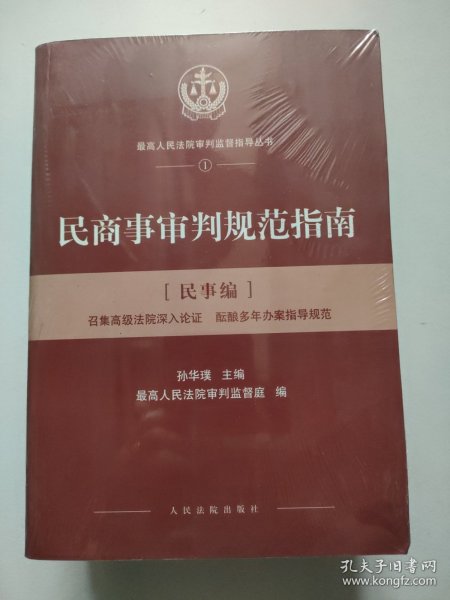 最高人民法院审判监督指导丛书
1
民商事审判规范指南
[民事编]
召集高级法院深入论证 酝酿多年办案指导规范
孙华璞 主编
最高人民法院审判监督庭 编
人民法院出版社
孔夫子旧书网
www.kongfz.com